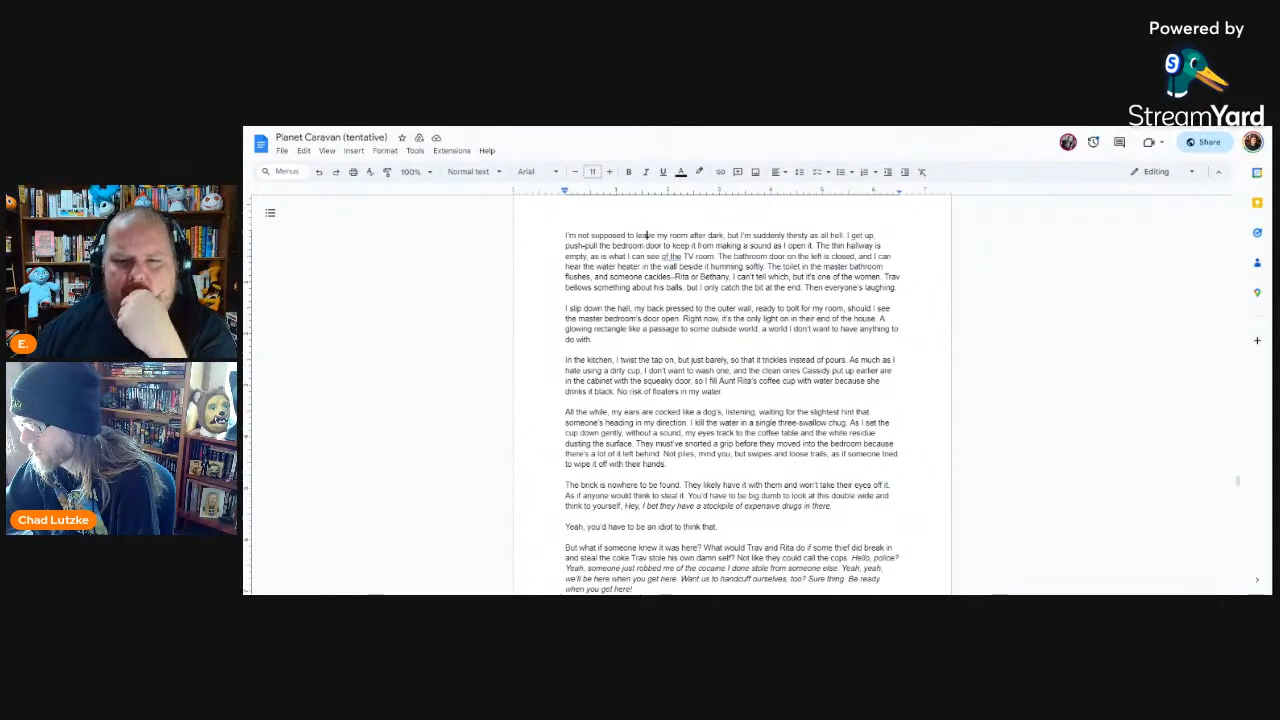 Powered by
StreamYard
Planet Caravan (tentative)
File Edit View Insert Format Tools Extensions Help
Share
Menus
100%
Normal text
Arial
11
Editing
1 1 2 3 4 5 6 7
I'm not supposed to leave my room after dark, but I'm suddenly thirsty as all hell. I get up,
push-pull the bedroom door to keep it from making a sound as I open it. The thin hallway is
empty, as is what I can see of the TV room. The bathroom door on the left is closed, and I can
hear the water heater in the wall beside it humming softly. The toilet in the master bathroom
flushes, and someone cackles–Rita or Bethany, I can't tell which, but it's one of the women. Trav
bellows something about his balls, but I only catch the bit at the end. Then everyone's laughing.
I slip down the hall, my back pressed to the outer wall, ready to bolt for my room, should I see
the master bedroom's door open. Right now, it's the only light on in their end of the house. A
glowing rectangle like a passage to some outside world, a world I don't want to have anything to
do with.
In the kitchen, I twist the tap on, but just barely, so that it trickles instead of pours. As much as I
hate using a dirty cup, I don't want to wash one, and the clean ones Cassidy put up earlier are
in the cabinet with the squeaky door, so I fill Aunt Rita's coffee cup with water because she
drinks it black. No risk of floaters in my water.
All the while, my ears are cocked like a dog's, listening, waiting for the slightest hint that
someone's heading in my direction. I kill the water in a single three-swallow chug. As I set the
cup down gently, without a sound, my eyes track to the coffee table and the white residue
dusting the surface. They must've snorted a grip before they moved into the bedroom because
there's a lot of it left behind. Not piles, mind you, but swipes and loose trails, as if someone tried
to wipe it off with their hands.
The brick is nowhere to be found. They likely have it with them and won't take their eyes off it.
As if anyone would think to steal it. You'd have to be big dumb to look at this double wide and
think to yourself, Hey, I bet they have a stockpile of expensive drugs in there.
Yeah, you'd have to be an idiot to think that.
But what if someone knew it was here? What would Trav and Rita do if some thief did break in
and steal the coke Trav stole his own damn self? Not like they could call the cops. Hello, police?
Yeah, someone just robbed me of the cocaine I done stole from someone else. Yeah, yeah,
we'll be here when you get here. Want us to handcuff ourselves, too? Sure thing. Be ready
when you get here!
E.
Chad Lutzke